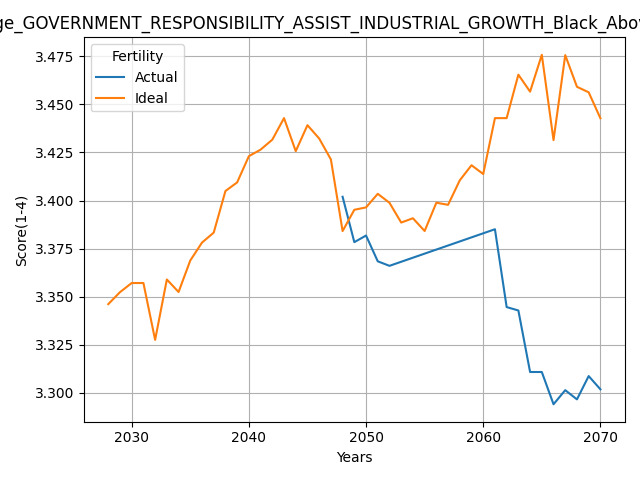 ge_GOVERNMENT_RESPONSIBILITY_ASSIST_INDUSTRIAL_GROWTH_Black_Abov
Fertility
Actual
Ideal
3.475
3.450
3.425
3.400
3.375
3.350
3.325
3.300
Score(1-4)
2030 2040 2050 2060 2070
Years